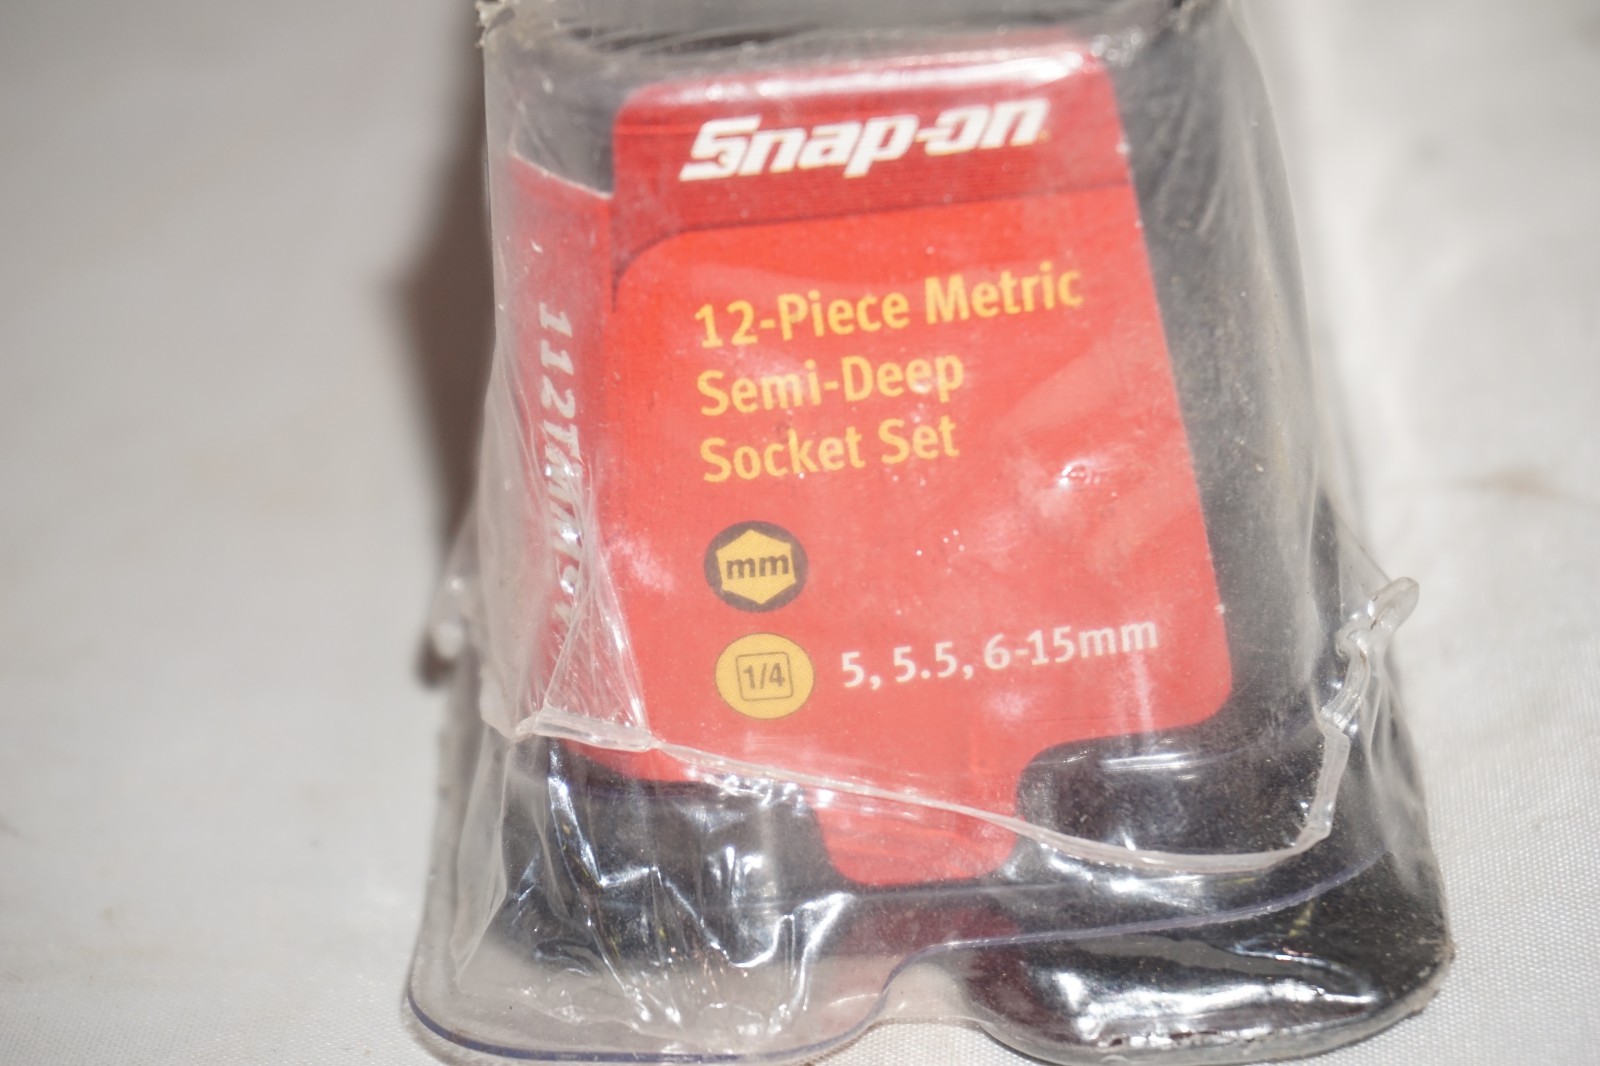 Snap-on
12-Piece Metric
Semi-Deep
Socket Set
mm
1/4
5, 5.5, 6-15mm